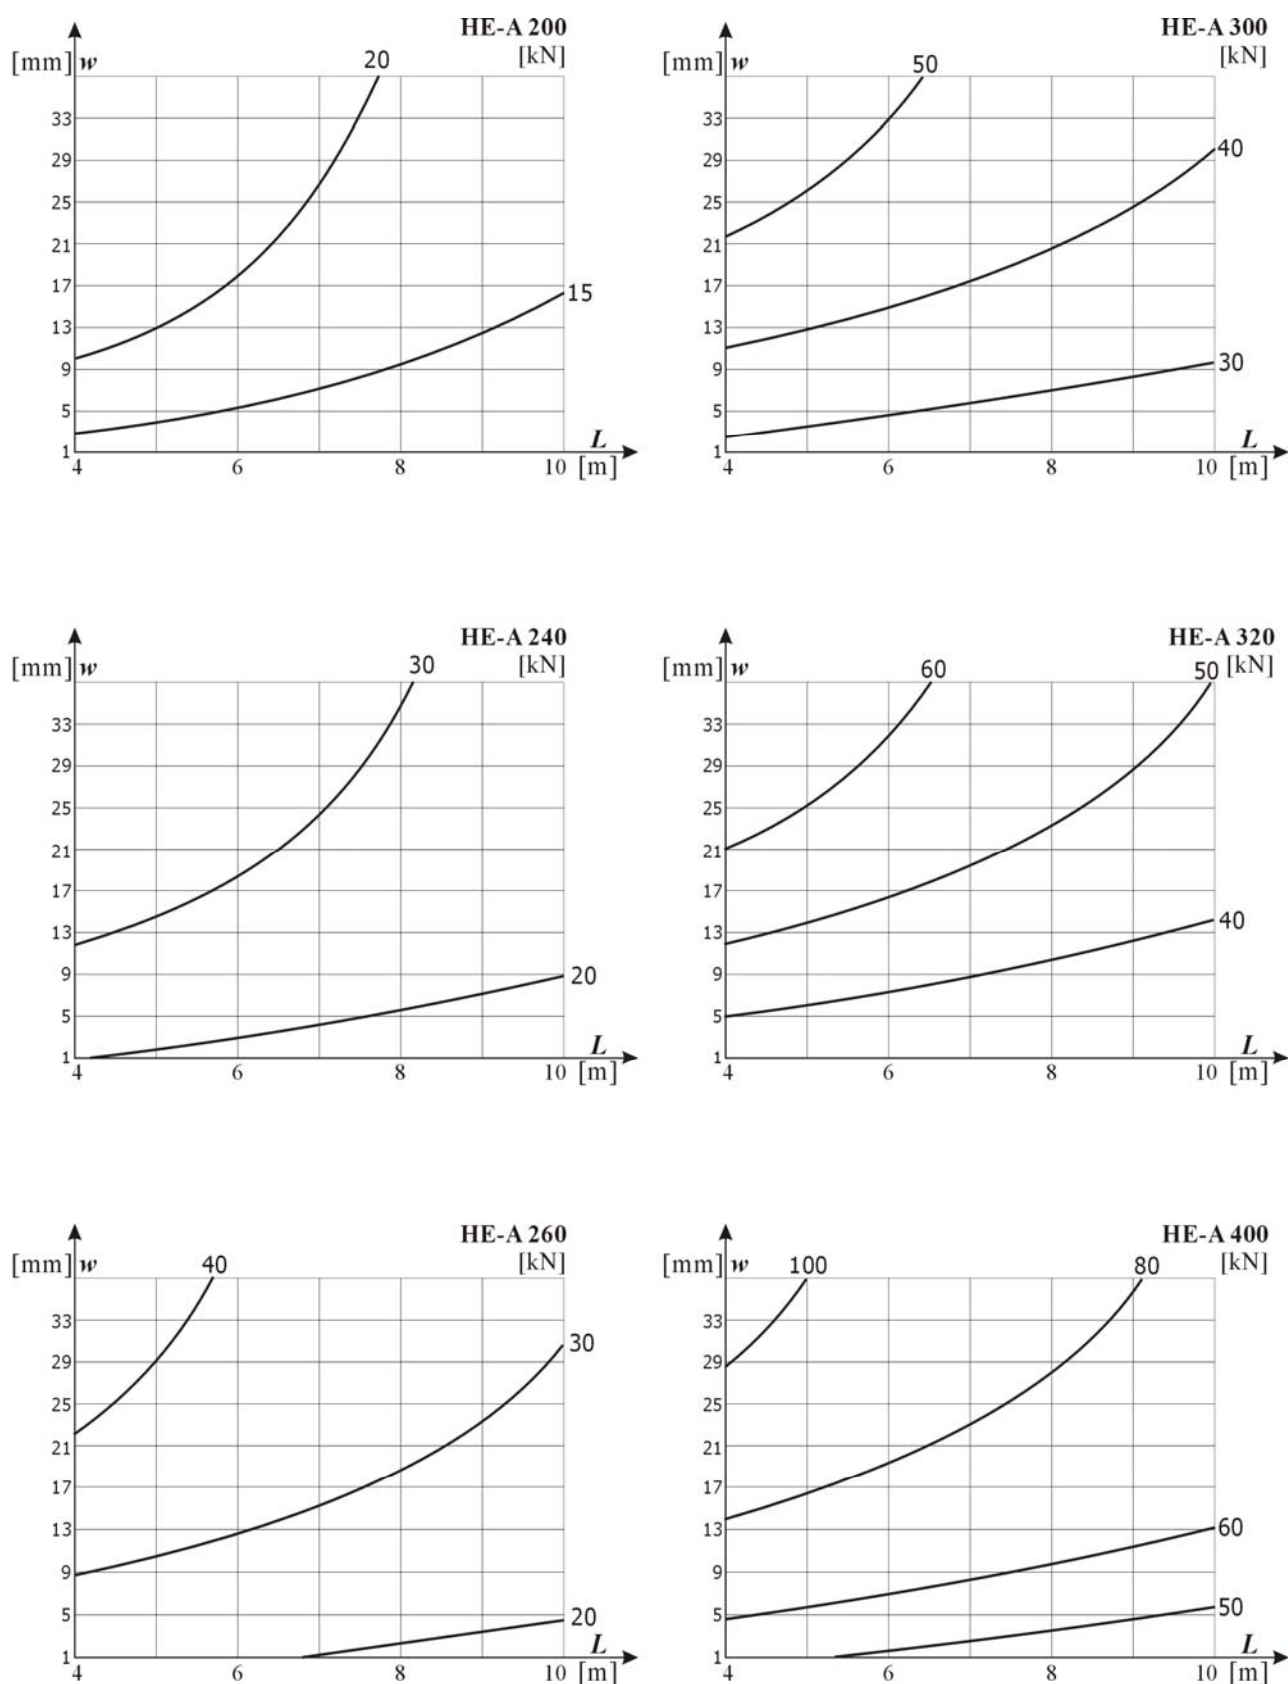 HE-A 200
[mm] w 20 [kN]
33
29
25
21
17
15
13
9
5
1
L
4 6 8 10 [m]
HE-A 300
[mm] w 50 [kN]
33
40
29
25
21
17
13
9
30
5
1
L
4 6 8 10 [m]
HE-A 240
[mm] w 30 [kN]
33
29
25
21
17
13
9
20
5
1
L
4 6 8 10 [m]
HE-A 320
[mm] w 60 50 [kN]
33
29
25
21
17
13
40
9
5
1
L
4 6 8 10 [m]
HE-A 260
[mm] w 40 [kN]
33
30
29
25
21
17
13
9
5
20
1
L
4 6 8 10 [m]
HE-A 400
[mm] w 100 80 [kN]
33
29
25
21
17
13
60
9
5
50
1
L
4 6 8 10 [m]